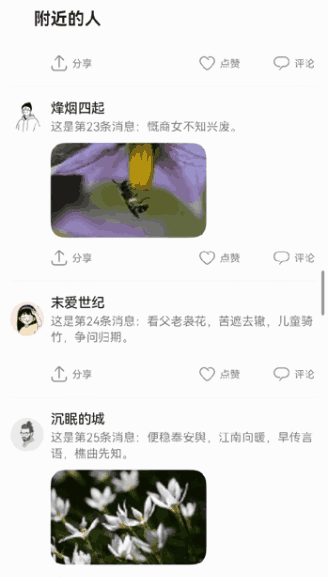 附近的人
分享 点赞 评论
烽烟四起
这是第23条消息：慨商女不知兴废。
分享 点赞 评论
末爱世纪
这是第24条消息：看父老裳花，苦遮去辙，儿童骑
竹，争问归期。
分享 点赞 评论
沉眠的城
这是第25条消息：便稳奉安舆，江南向暖，早传言
语，樵曲先知。